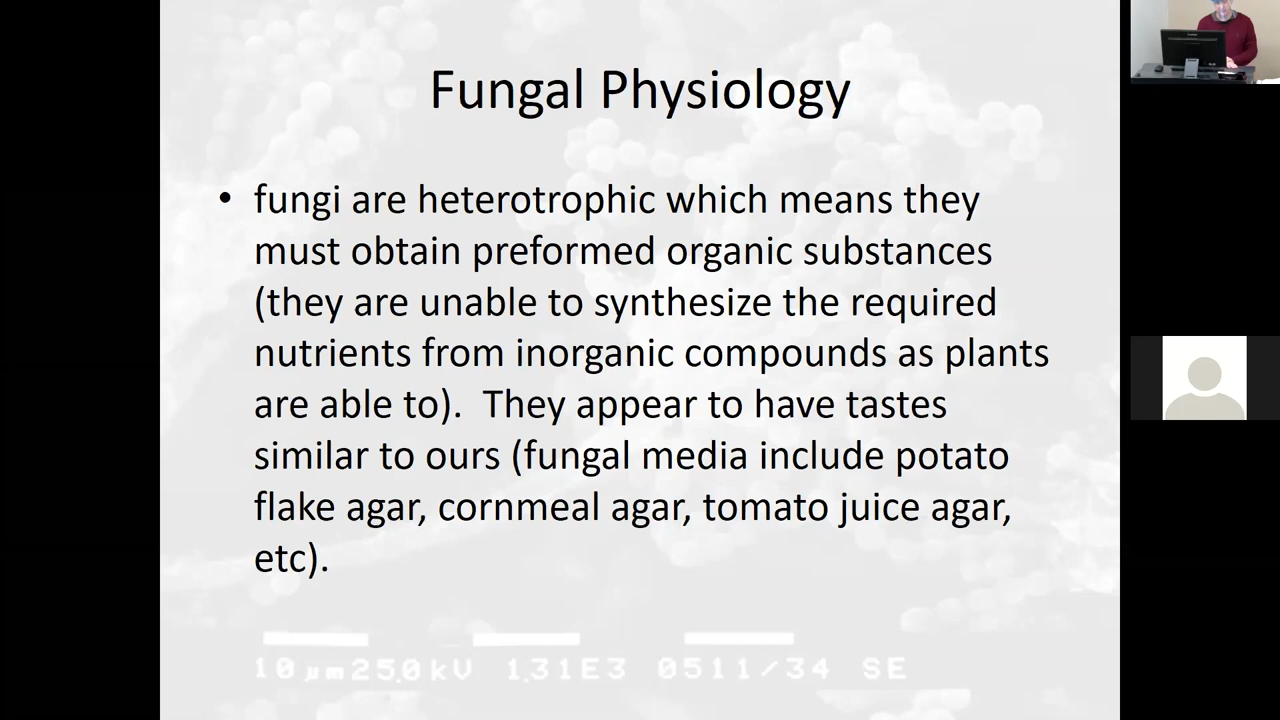 Fungal Physiology
• fungi are heterotrophic which means they
must obtain preformed organic substances
(they are unable to synthesize the required
nutrients from inorganic compounds as plants
are able to).  They appear to have tastes
similar to ours (fungal media include potato
flake agar, cornmeal agar, tomato juice agar,
etc).
10µm25.0kV 1.31E3 0511/34 SE